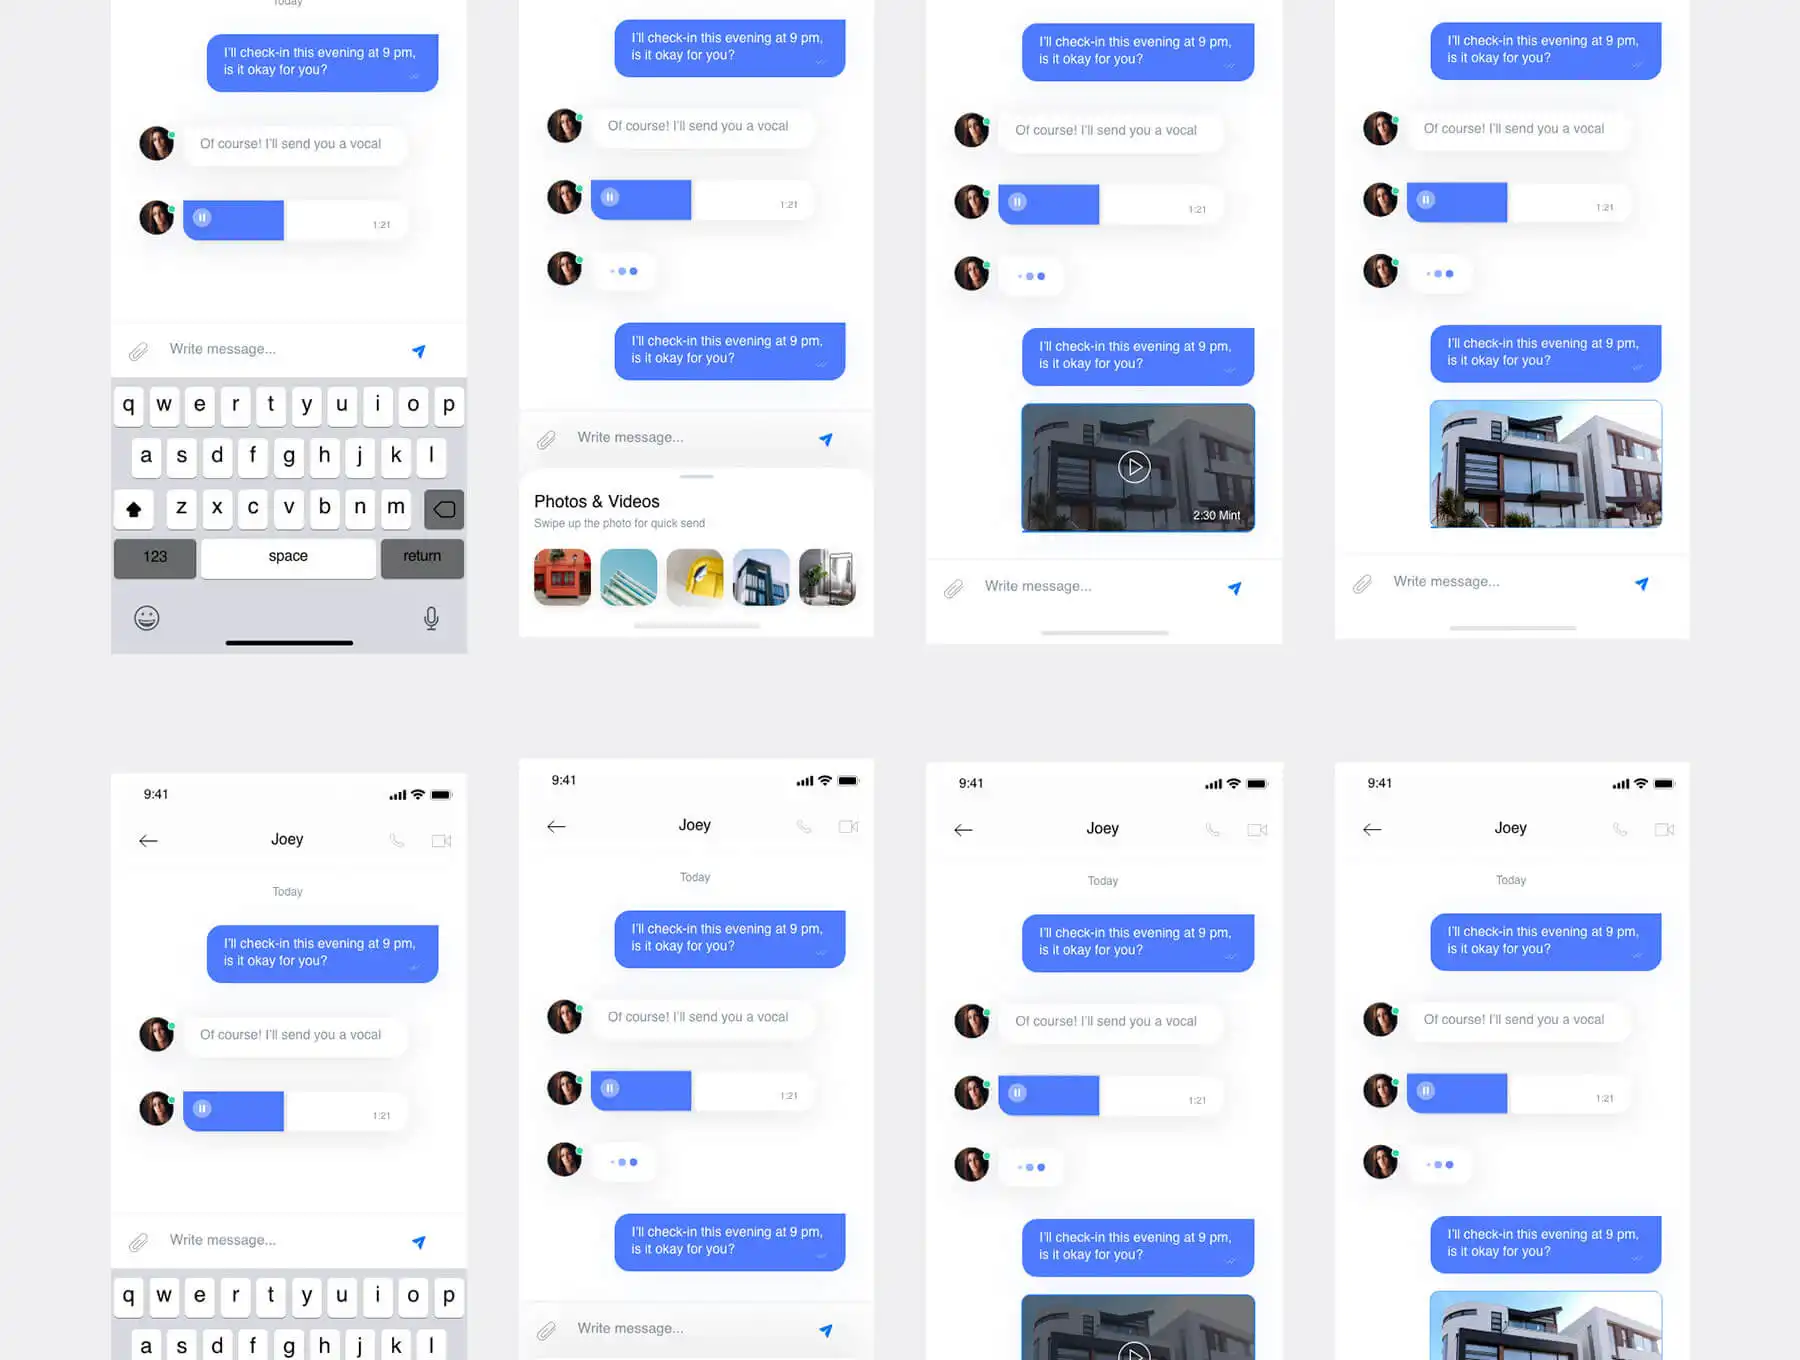 Today
I'll check-in this evening at 9 pm,
is it okay for you?
Of course! I'll send you a vocal
1:21
Write message...
q w e r t y u i o p
a s d f g h j k l
z x c v b n m
123 space return
I'll check-in this evening at 9 pm,
is it okay for you?
Of course! I'll send you a vocal
1:21
I'll check-in this evening at 9 pm,
is it okay for you?
Write message...
Photos & Videos
Swipe up the photo for quick send
I'll check-in this evening at 9 pm,
is it okay for you?
Of course! I'll send you a vocal
1:21
I'll check-in this evening at 9 pm,
is it okay for you?
2:30 Mint
Write message...
I'll check-in this evening at 9 pm,
is it okay for you?
Of course! I'll send you a vocal
1:21
I'll check-in this evening at 9 pm,
is it okay for you?
Write message...
9:41
Joey
Today
I'll check-in this evening at 9 pm,
is it okay for you?
Of course! I'll send you a vocal
1:21
Write message...
q w e r t y u i o p
a s d f g h j k l
9:41
Joey
Today
I'll check-in this evening at 9 pm,
is it okay for you?
Of course! I'll send you a vocal
1:21
I'll check-in this evening at 9 pm,
is it okay for you?
Write message...
9:41
Joey
Today
I'll check-in this evening at 9 pm,
is it okay for you?
Of course! I'll send you a vocal
1:21
I'll check-in this evening at 9 pm,
is it okay for you?
9:41
Joey
Today
I'll check-in this evening at 9 pm,
is it okay for you?
Of course! I'll send you a vocal
1:21
I'll check-in this evening at 9 pm,
is it okay for you?